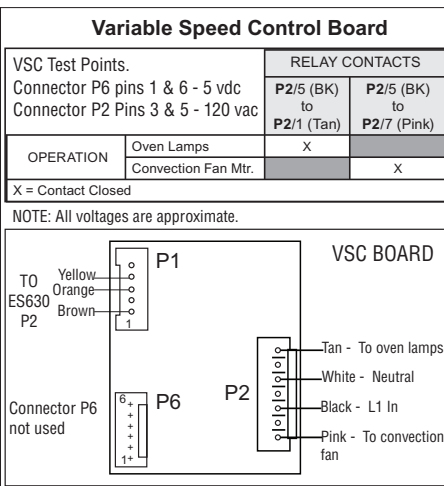 Variable Speed Control Board
VSC Test Points.
Connector P6 pins 1 & 6 - 5 vdc
Connector P2 Pins 3 & 5 - 120 vac
RELAY CONTACTS
P2/5 (BK)
to
P2/1 (Tan)
P2/5 (BK)
to
P2/7 (Pink)
OPERATION
Oven Lamps
X
Convection Fan Mtr.
X
X = Contact Closed
NOTE: All voltages are approximate.
VSC BOARD
P1
TO
ES630
P2
Yellow
Orange
Brown
1
Connector P6
not used
6
1
P6
P2
Tan - To oven lamps
White - Neutral
Black - L1 In
Pink - To convection
fan